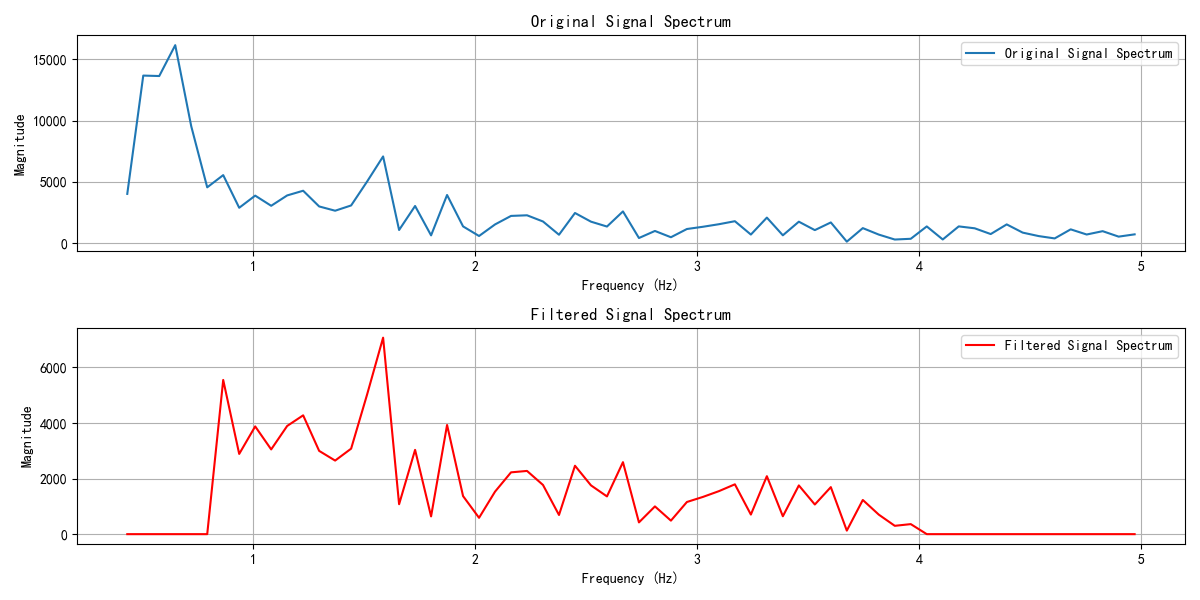 Original Signal Spectrum
Original Signal Spectrum
15000
10000
5000
0
Magnitude
1 2 3 4 5
Frequency (Hz)
Filtered Signal Spectrum
Filtered Signal Spectrum
6000
4000
2000
0
Magnitude
1 2 3 4 5
Frequency (Hz)